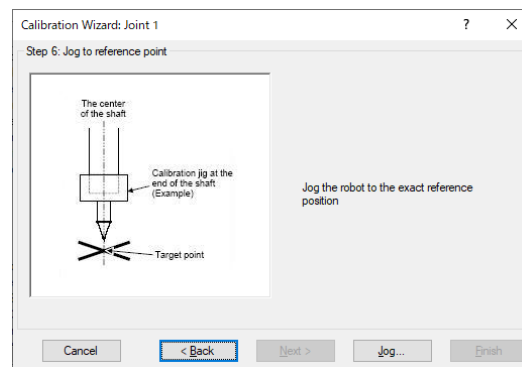 Calibration Wizard: Joint 1
?
Step 6: Jog to reference point
The center
of the shaft
Calibration jig at the
end of the shaft
(Example)
Target point
Jog the robot to the exact reference
position
Cancel
< Back
Next >
Jog...
Finish